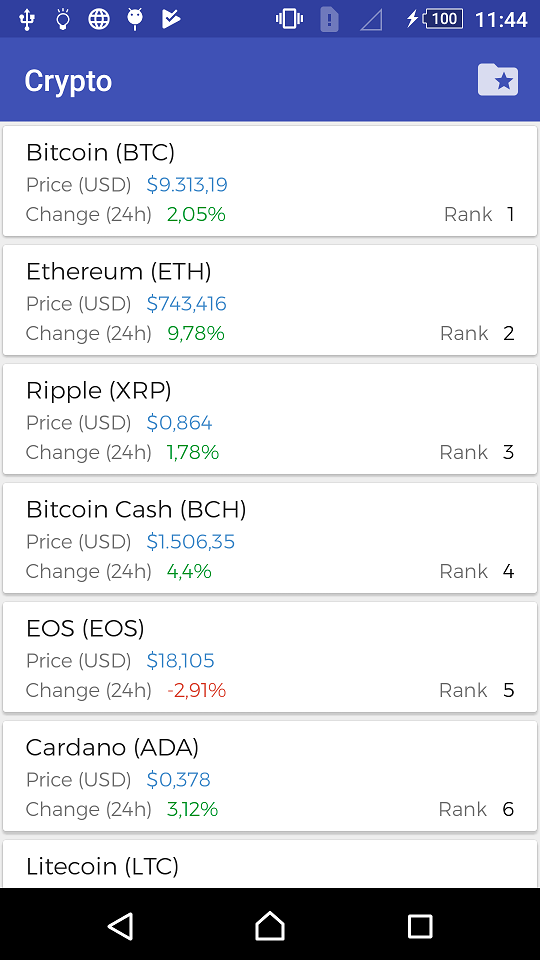 100 11:44
Crypto
Bitcoin (BTC)
Price (USD) $9.313,19
Change (24h) 2,05% Rank 1
Ethereum (ETH)
Price (USD) $743,416
Change (24h) 9,78% Rank 2
Ripple (XRP)
Price (USD) $0,864
Change (24h) 1,78% Rank 3
Bitcoin Cash (BCH)
Price (USD) $1.506,35
Change (24h) 4,4% Rank 4
EOS (EOS)
Price (USD) $18,105
Change (24h) -2,91% Rank 5
Cardano (ADA)
Price (USD) $0,378
Change (24h) 3,12% Rank 6
Litecoin (LTC)